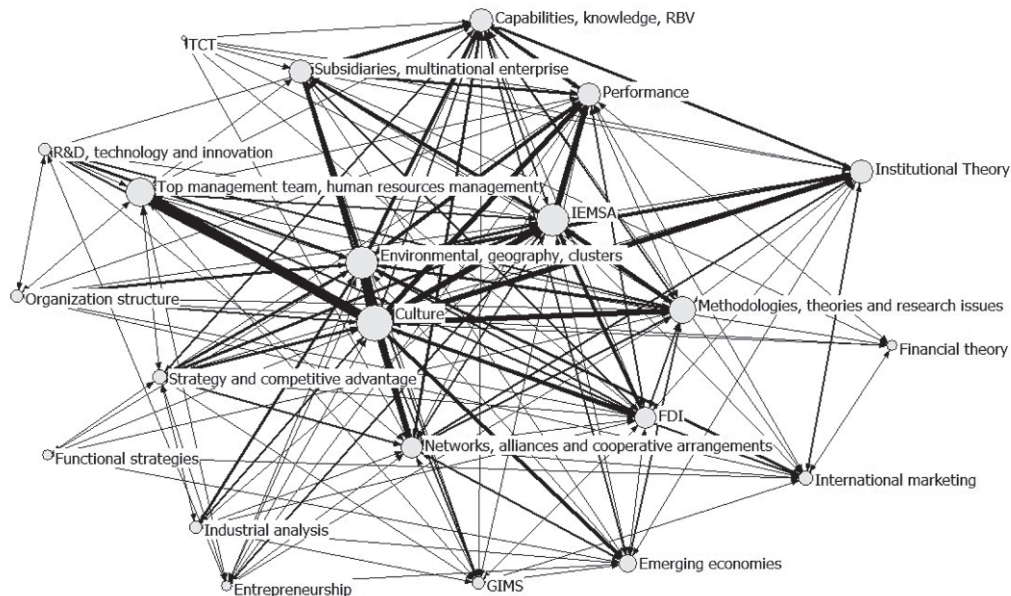 Capabilities, knowledge, RBV
TCT
Subsidiaries, multinational enterprise
Performance
R&D, technology and innovation
Institutional Theory
Top management team, human resources management
IEMSA
Environmental, geography, clusters
Organization structure
Culture
Methodologies, theories and research issues
Financial theory
Strategy and competitive advantage
FDI
Networks, alliances and cooperative arrangements
Functional strategies
International marketing
Industrial analysis
Emerging economies
Entrepreneurship
GIMS